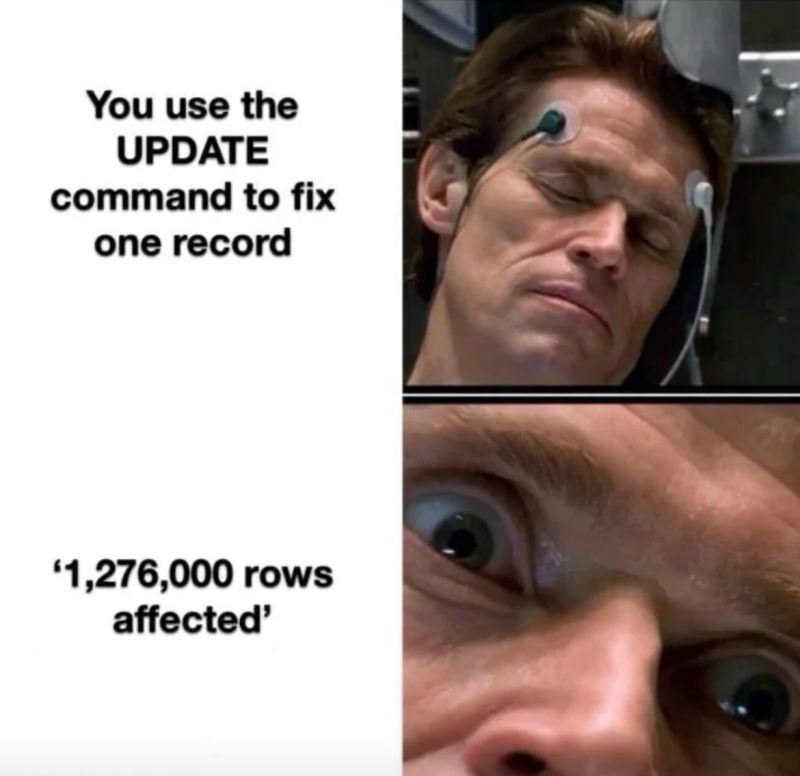 You use the
UPDATE
command to fix
one record
‘1,276,000 rows
affected’